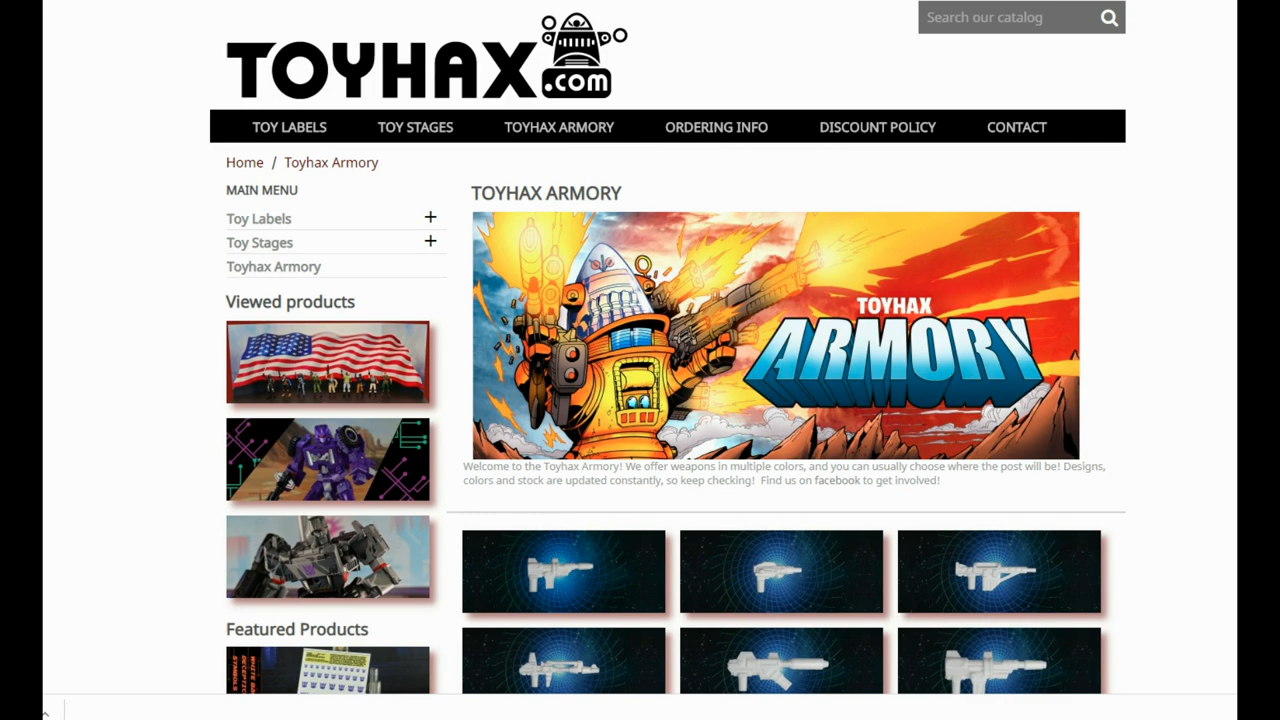 Search our catalog
TOYHAX
.com
TOY LABELS TOY STAGES TOYHAX ARMORY ORDERING INFO DISCOUNT POLICY CONTACT
Home / Toyhax Armory
MAIN MENU
Toy Labels +
Toy Stages +
Toyhax Armory
Viewed products
Featured Products
TOYHAX ARMORY
TOYHAX
ARMORY
Welcome to the Toyhax Armory! We offer weapons in multiple colors, and you can usually choose where the post will be! Designs,
colors and stock are updated constantly, so keep checking! Find us on facebook to get involved!